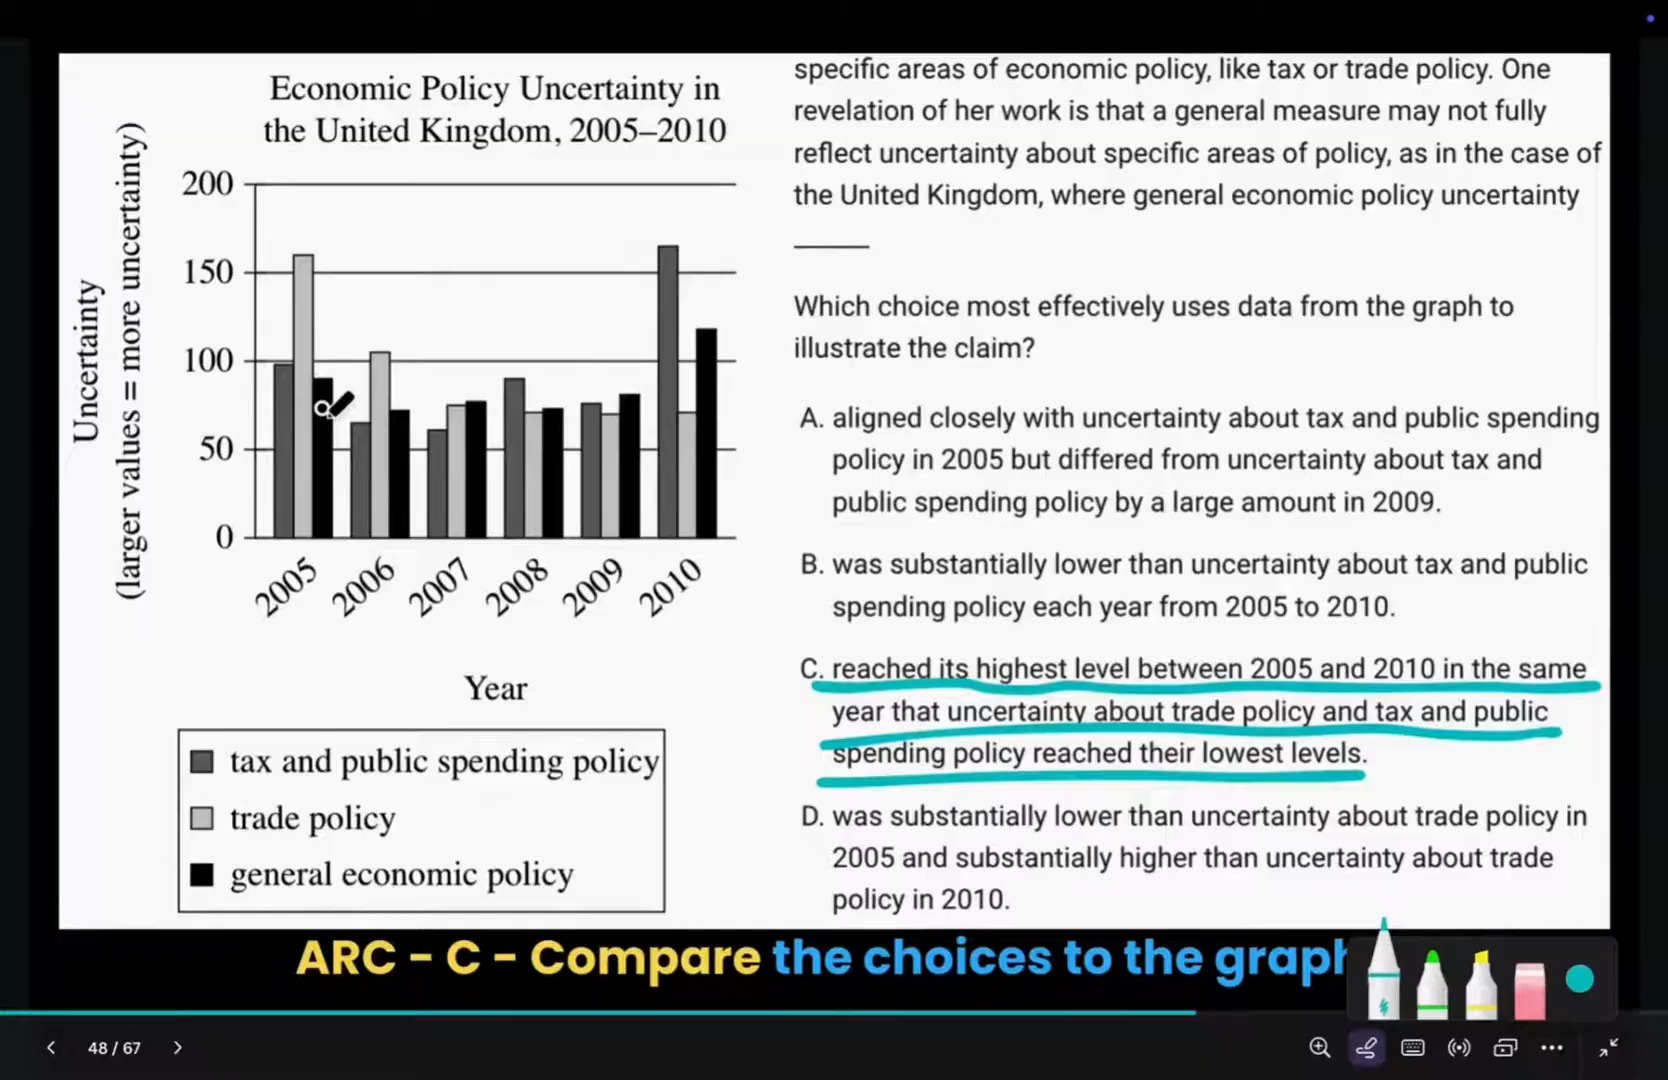 Economic Policy Uncertainty in
the United Kingdom, 2005–2010
Uncertainty
(larger values = more uncertainty)
200
150
100
50
0
2005
2006
2007
2008
2009
2010
Year
tax and public spending policy
trade policy
general economic policy
specific areas of economic policy, like tax or trade policy. One
revelation of her work is that a general measure may not fully
reflect uncertainty about specific areas of policy, as in the case of
the United Kingdom, where general economic policy uncertainty
______
Which choice most effectively uses data from the graph to
illustrate the claim?
A. aligned closely with uncertainty about tax and public spending
policy in 2005 but differed from uncertainty about tax and
public spending policy by a large amount in 2009.
B. was substantially lower than uncertainty about tax and public
spending policy each year from 2005 to 2010.
C. reached its highest level between 2005 and 2010 in the same
year that uncertainty about trade policy and tax and public
spending policy reached their lowest levels.
D. was substantially lower than uncertainty about trade policy in
2005 and substantially higher than uncertainty about trade
policy in 2010.
ARC – C – Compare the choices to the graph
48 / 67